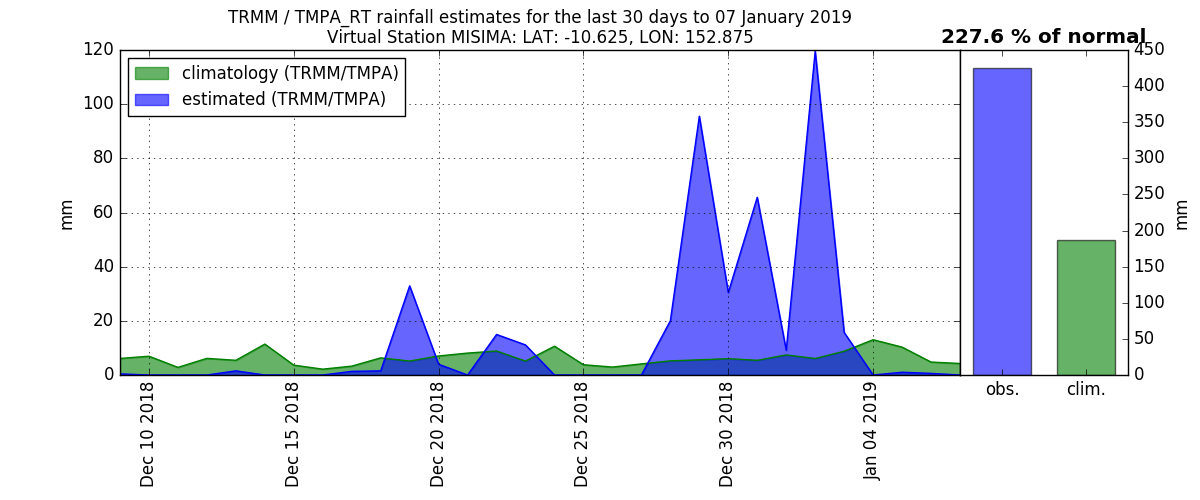 TRMM / TMPA_RT rainfall estimates for the last 30 days to 07 January 2019
Virtual Station MISIMA: LAT: -10.625, LON: 152.875
227.6 % of normal
climatology (TRMM/TMPA)
estimated (TRMM/TMPA)
mm
120
100
80
60
40
20
0
Dec 10 2018
Dec 15 2018
Dec 20 2018
Dec 25 2018
Dec 30 2018
Jan 04 2019
450
400
350
300
250
200
150
100
50
0
mm
obs.
clim.